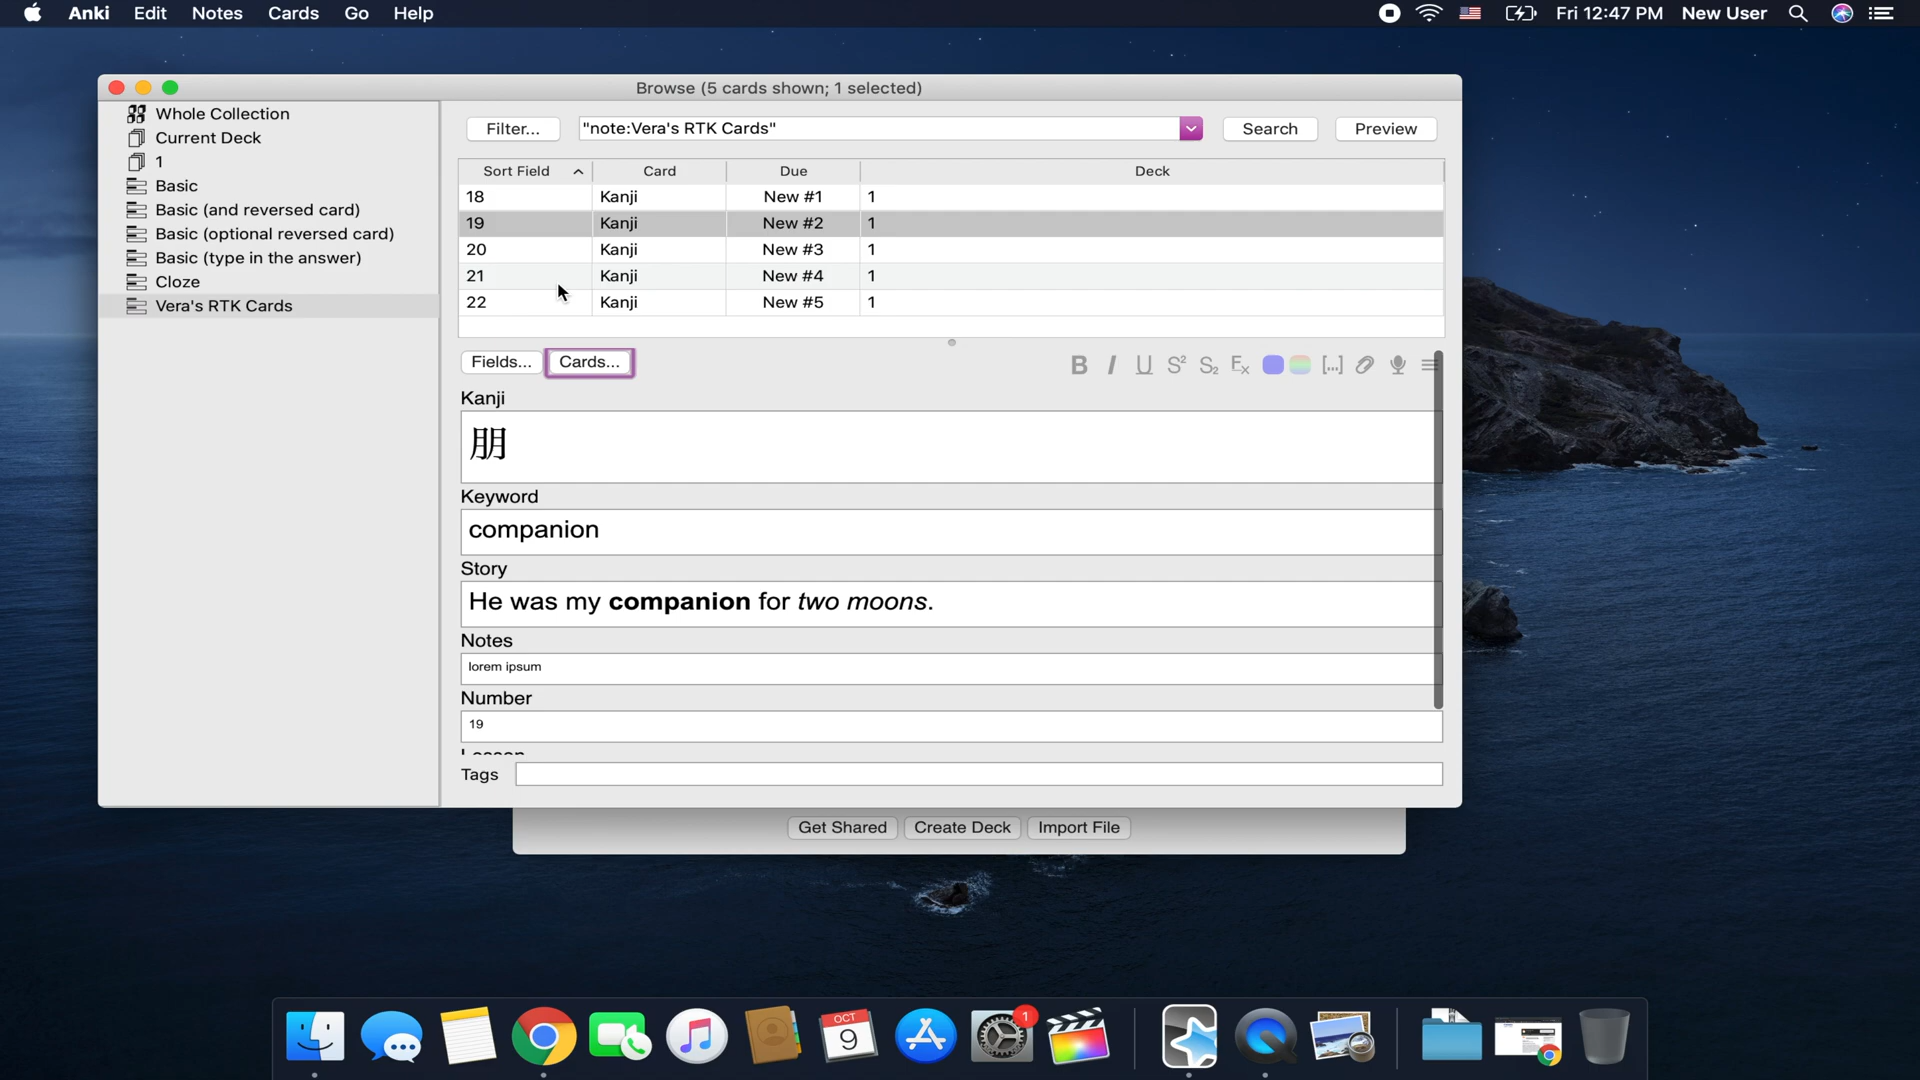 Anki Edit Notes Cards Go Help Fri 12:47 PM New User
Browse (5 cards shown; 1 selected)
Whole Collection
Current Deck
1
Basic
Basic (and reversed card)
Basic (optional reversed card)
Basic (type in the answer)
Cloze
Vera's RTK Cards
Filter... "note:Vera's RTK Cards" Search Preview
Sort Field Card Due Deck
18 Kanji New #1 1
19 Kanji New #2 1
20 Kanji New #3 1
21 Kanji New #4 1
22 Kanji New #5 1
Fields... Cards... B I U S² S₂ Ex [...]
Kanji
朋
Keyword
companion
Story
He was my companion for two moons.
Notes
lorem ipsum
Number
19
Lesson
Tags
Get Shared Create Deck Import File
OCT
9
1